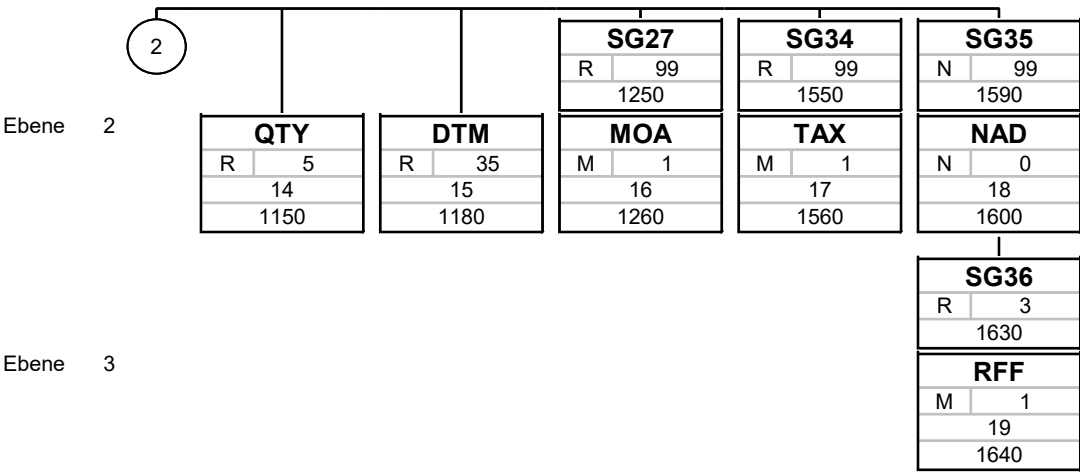 2
SG27 SG34 SG35
R 99 R 99 N 99
1250 1550 1590
Ebene 2
QTY DTM MOA TAX NAD
R 5 R 35 M 1 M 1 N 0
14 15 16 17 18
1150 1180 1260 1560 1600
SG36
R 3
1630
Ebene 3
RFF
M 1
19
1640